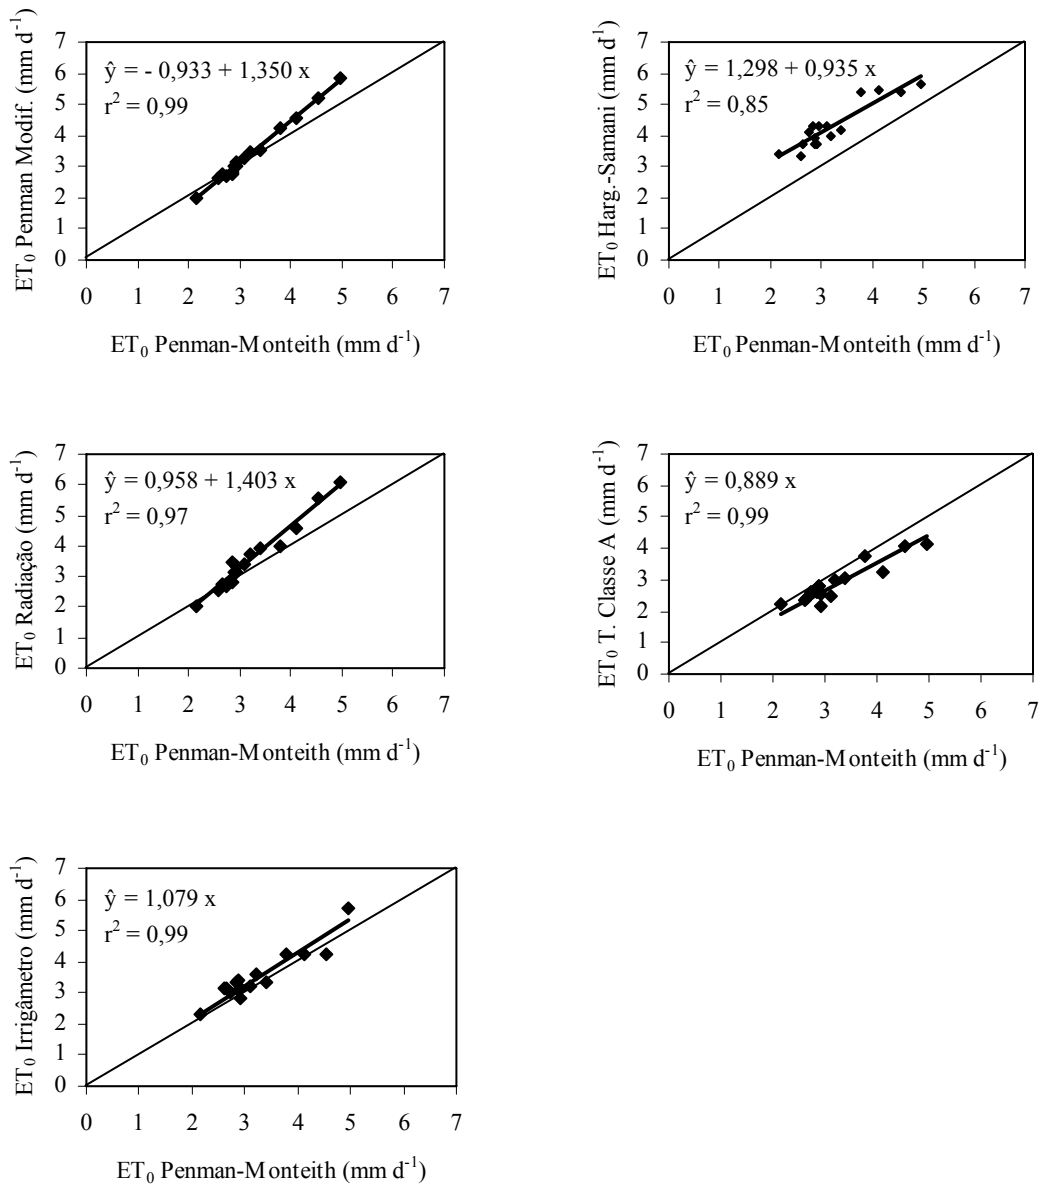 ET₀ Penman Modif. (mm d⁻¹)
7
6
5
4
3
2
1
0
ŷ = - 0,933 + 1,350 x
r² = 0,99
0 1 2 3 4 5 6 7
ET₀ Penman-Monteith (mm d⁻¹)
ET₀ Harg.-Samani (mm d⁻¹)
7
6
5
4
3
2
1
0
ŷ = 1,298 + 0,935 x
r² = 0,85
0 1 2 3 4 5 6 7
ET₀ Penman-Monteith (mm d⁻¹)
ET₀ Radiação (mm d⁻¹)
7
6
5
4
3
2
1
0
ŷ = 0,958 + 1,403 x
r² = 0,97
0 1 2 3 4 5 6 7
ET₀ Penman-Monteith (mm d⁻¹)
ET₀ T. Classe A (mm d⁻¹)
7
6
5
4
3
2
1
0
ŷ = 0,889 x
r² = 0,99
0 1 2 3 4 5 6 7
ET₀ Penman-Monteith (mm d⁻¹)
ET₀ Irrigâmetro (mm d⁻¹)
7
6
5
4
3
2
1
0
ŷ = 1,079 x
r² = 0,99
0 1 2 3 4 5 6 7
ET₀ Penman-Monteith (mm d⁻¹)